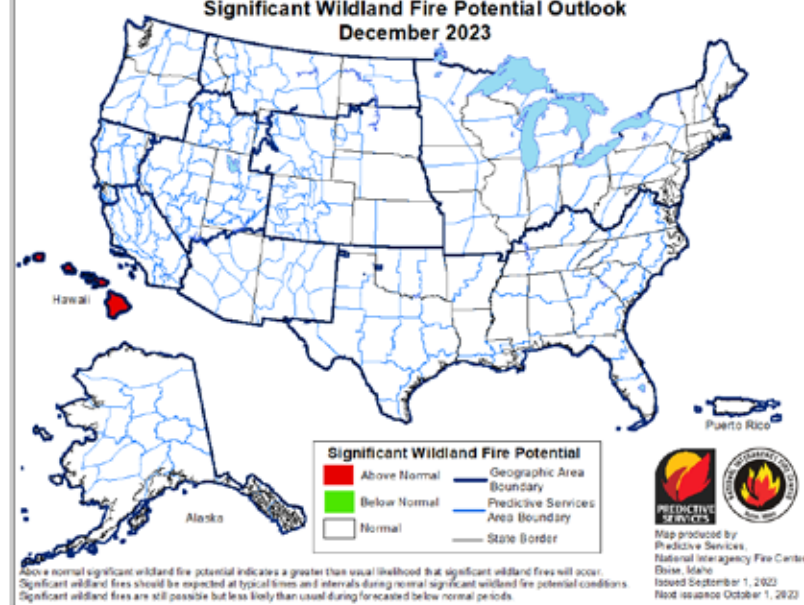 Significant Wildland Fire Potential Outlook
December 2023
Hawaii
Alaska
Puerto Rico
Significant Wildland Fire Potential
Above Normal
Below Normal
Normal
Geographic Area
Boundary
Predictive Services
Area Boundary
State Border
PREDICTIVE
SERVICES
NATIONAL INTERAGENCY FIRE CENTER
Map produced by
Predictive Services,
National Interagency Fire Center
Boise, Idaho
Issued September 1, 2023
Next issuance October 1, 2023
Above normal significant wildland fire potential indicates a greater than usual likelihood that significant wildland fires will occur.
Significant wildland fires should be expected at typical times and intervals during normal significant wildland fire potential conditions.
Significant wildland fires are still possible but less likely than usual during forecasted below normal periods.